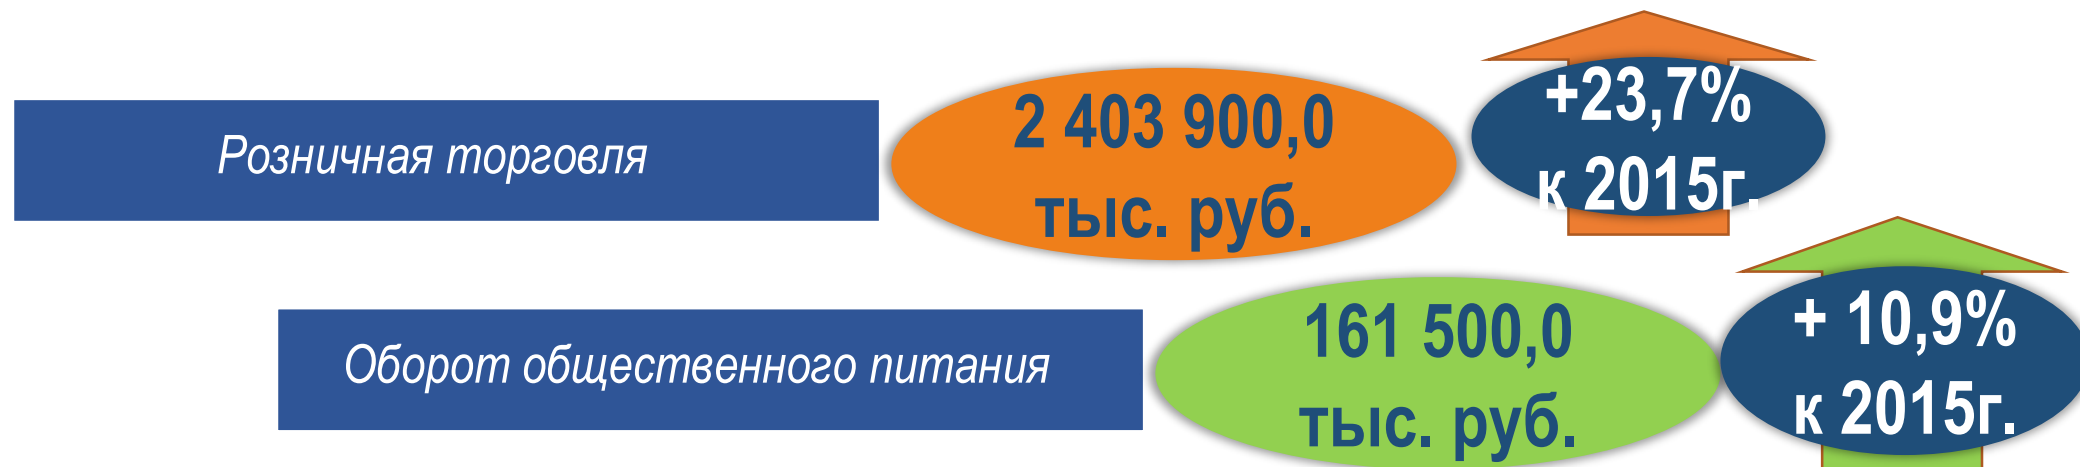 Розничная торговля
2 403 900,0
тыс. руб.
+23,7%
к 2015г.
Оборот общественного питания
161 500,0
тыс. руб.
+ 10,9%
к 2015г.